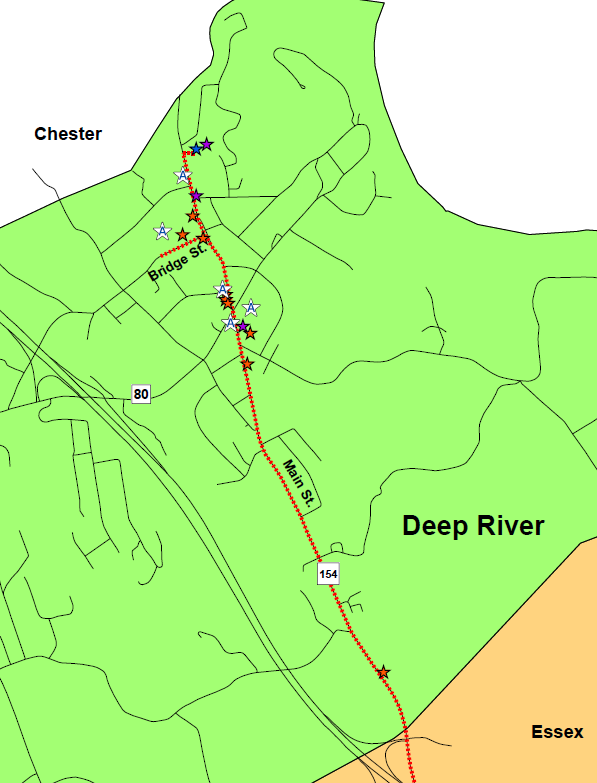 Chester
A
A
Bridge St.
A
A
A
80
Main St.
Deep River
154
Essex